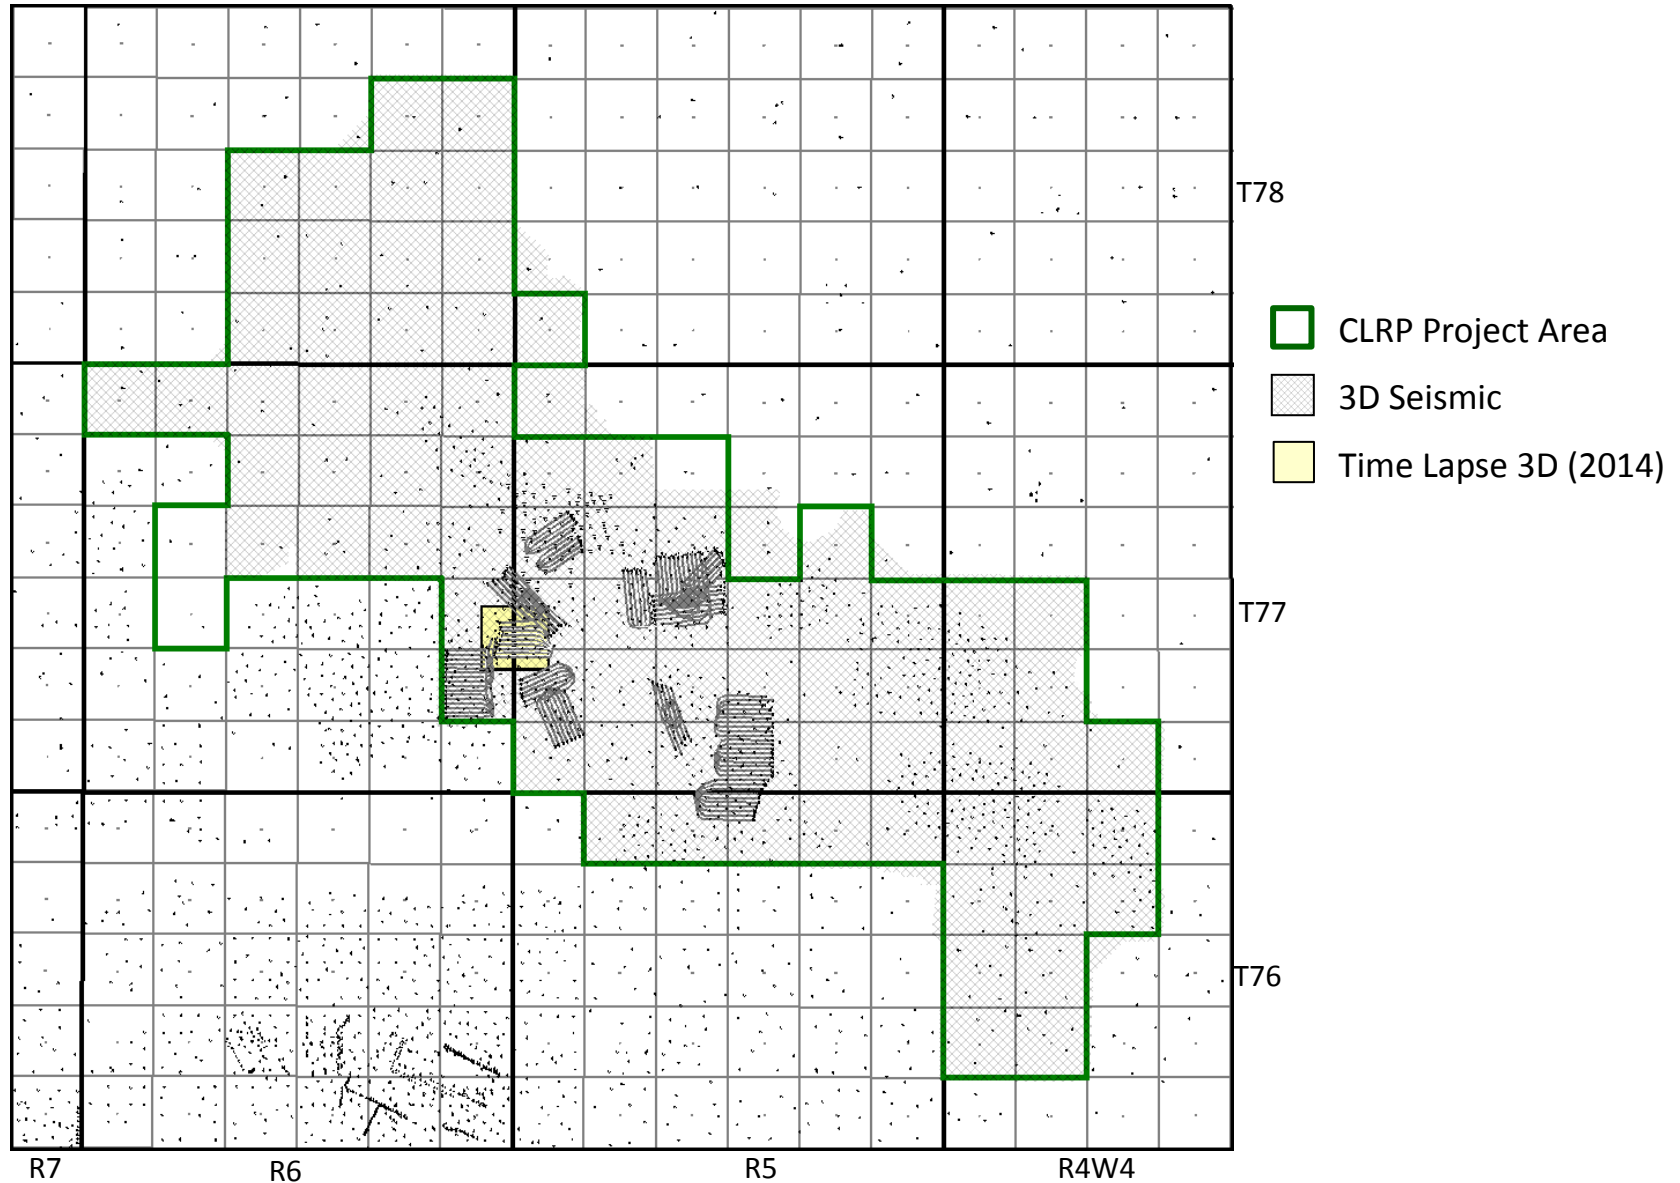 T78
CLRP Project Area
3D Seismic
Time Lapse 3D (2014)
T77
T76
R7
R6
R5
R4W4